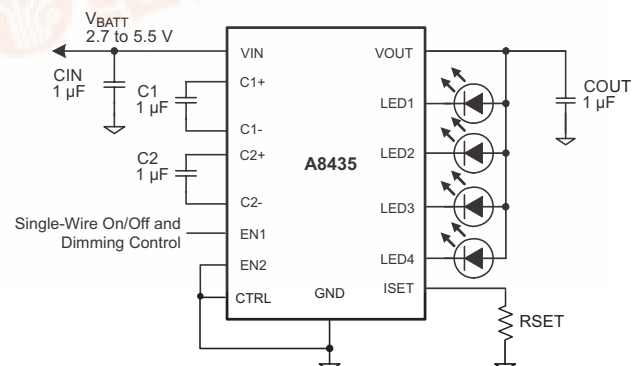 VBATT
2.7 to 5.5 V
CIN
1 µF
C1
1 µF
C2
1 µF
Single-Wire On/Off and
Dimming Control
VIN
C1+
C1-
C2+
C2-
EN1
EN2
CTRL
A8435
GND
VOUT
LED1
LED2
LED3
LED4
ISET
COUT
1 µF
RSET